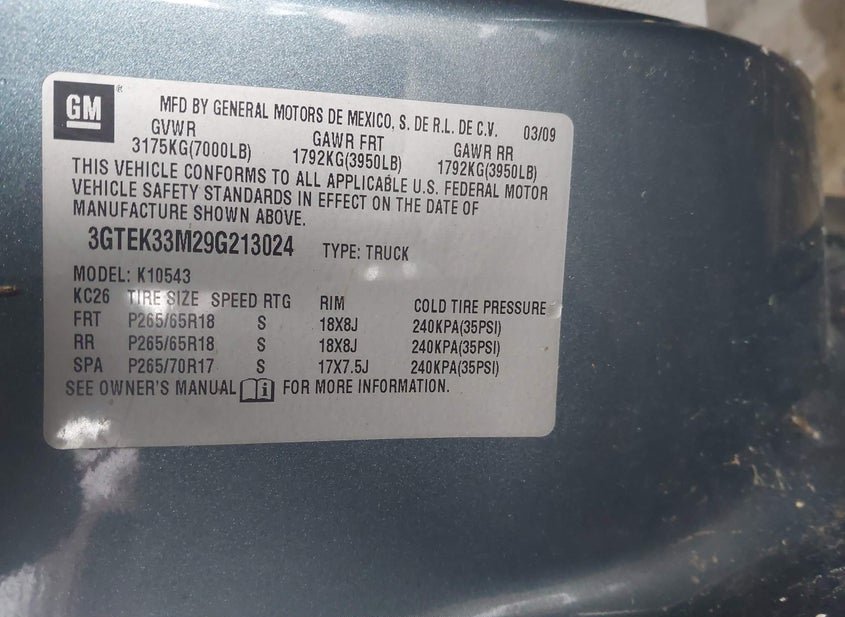 GM ®
MFD BY GENERAL MOTORS DE MEXICO, S. DE R.L. DE C.V. 03/09
GVWR GAWR FRT GAWR RR
3175KG(7000LB) 1792KG(3950LB) 1792KG(3950LB)
THIS VEHICLE CONFORMS TO ALL APPLICABLE U.S. FEDERAL MOTOR
VEHICLE SAFETY STANDARDS IN EFFECT ON THE DATE OF
MANUFACTURE SHOWN ABOVE.
3GTEK33M29G213024 TYPE: TRUCK
MODEL: K10543
KC26 TIRE SIZE SPEED RTG RIM COLD TIRE PRESSURE
FRT P265/65R18 S 18X8J 240KPA(35PSI)
RR P265/65R18 S 18X8J 240KPA(35PSI)
SPA P265/70R17 S 17X7.5J 240KPA(35PSI)
SEE OWNER'S MANUAL i FOR MORE INFORMATION.